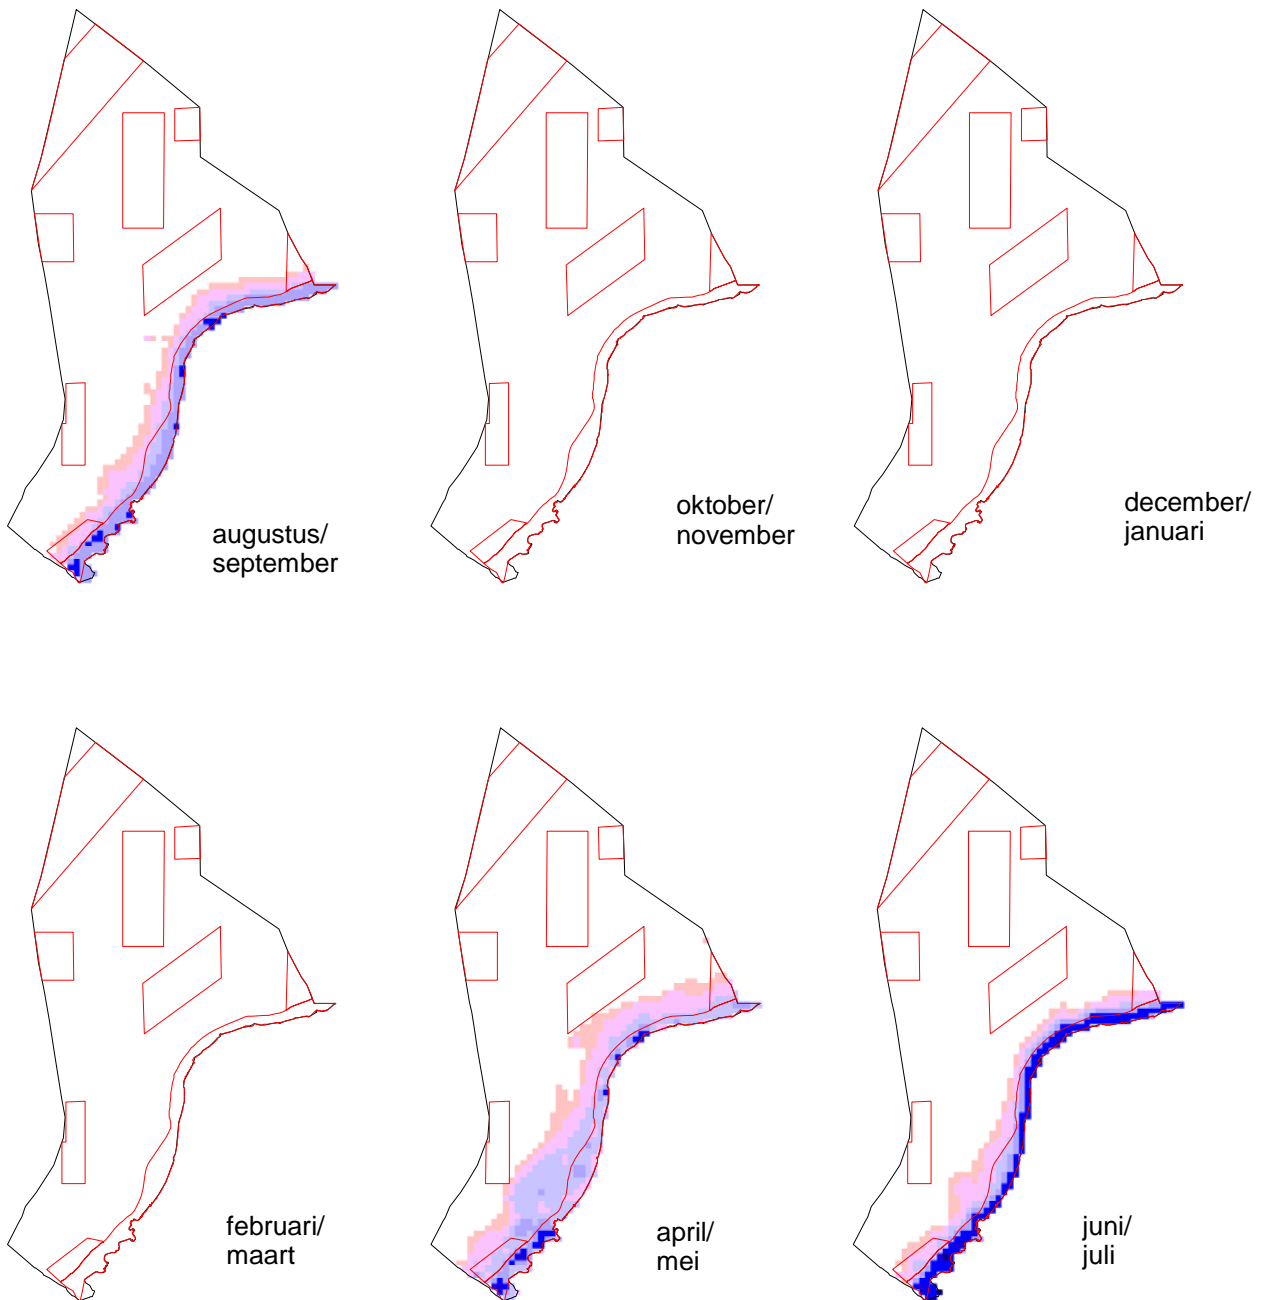 augustus/
september
oktober/
november
december/
januari
februari/
maart
april/
mei
juni/
juli